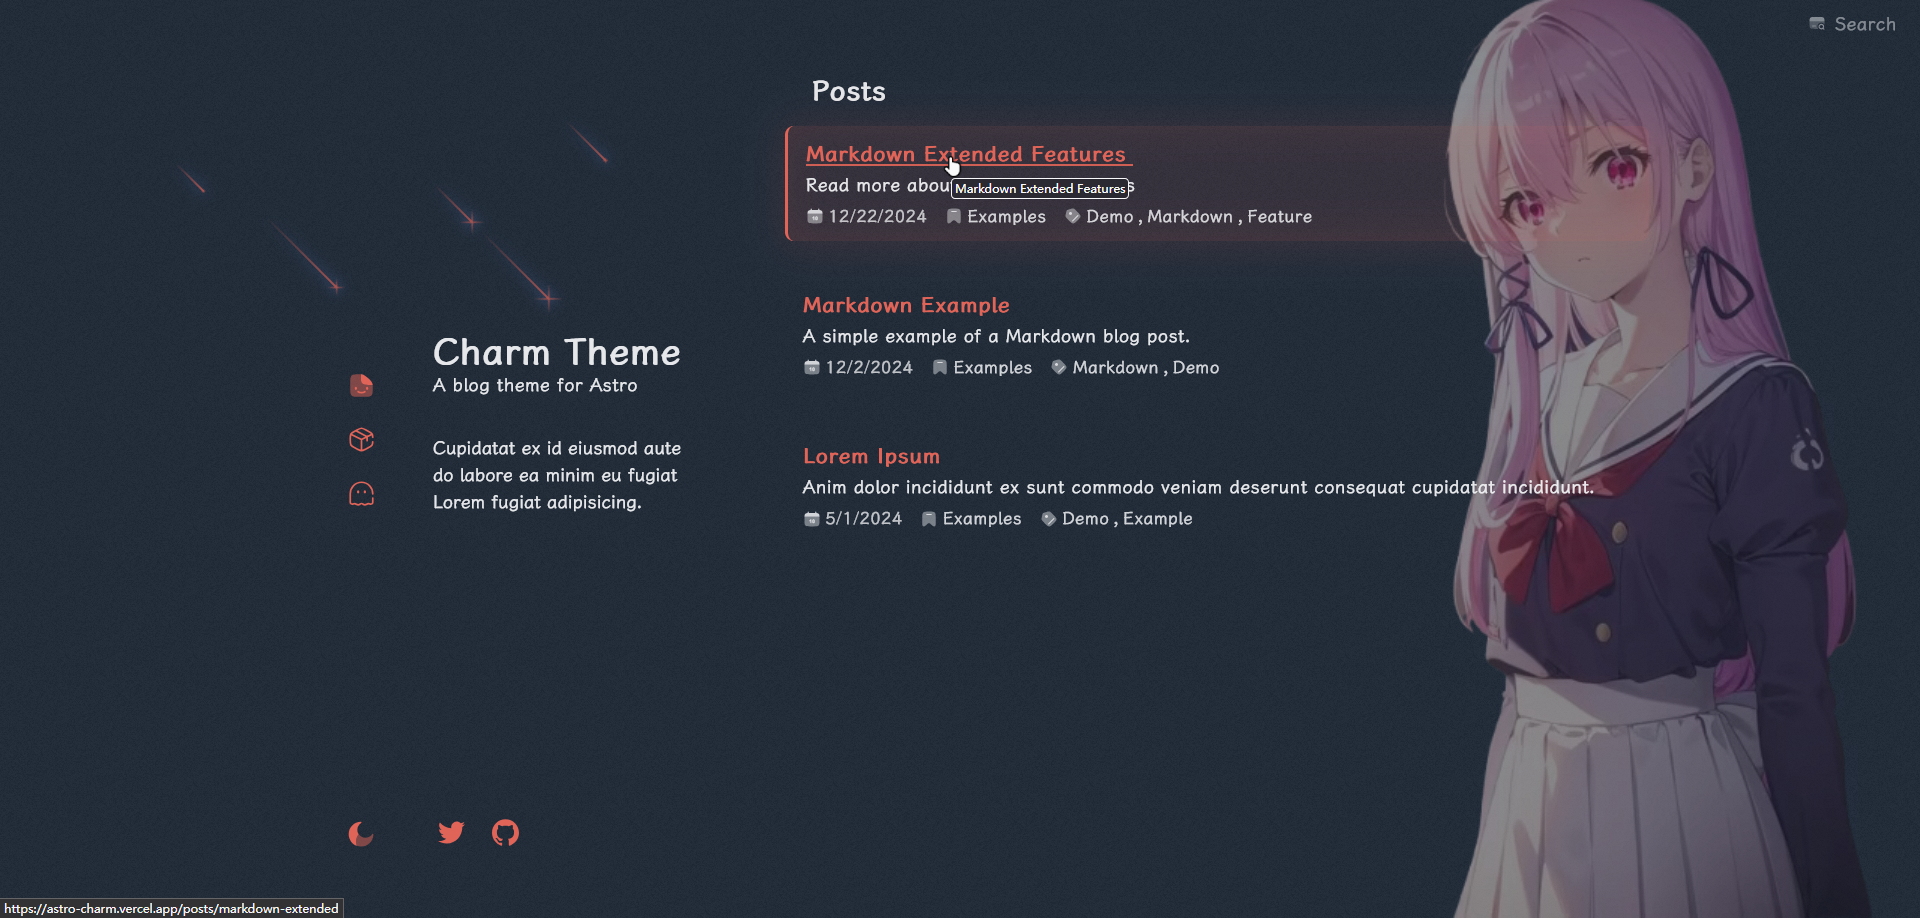 Search
Posts
Markdown Extended Features
Read more abou
Markdown Extended Features
s
12/22/2024 Examples Demo , Markdown , Feature
Markdown Example
A simple example of a Markdown blog post.
12/2/2024 Examples Markdown , Demo
Lorem Ipsum
Anim dolor incididunt ex sunt commodo veniam deserunt consequat cupidatat incididunt.
5/1/2024 Examples Demo , Example
Charm Theme
A blog theme for Astro
Cupidatat ex id eiusmod aute
do labore ea minim eu fugiat
Lorem fugiat adipisicing.
https://astro-charm.vercel.app/posts/markdown-extended